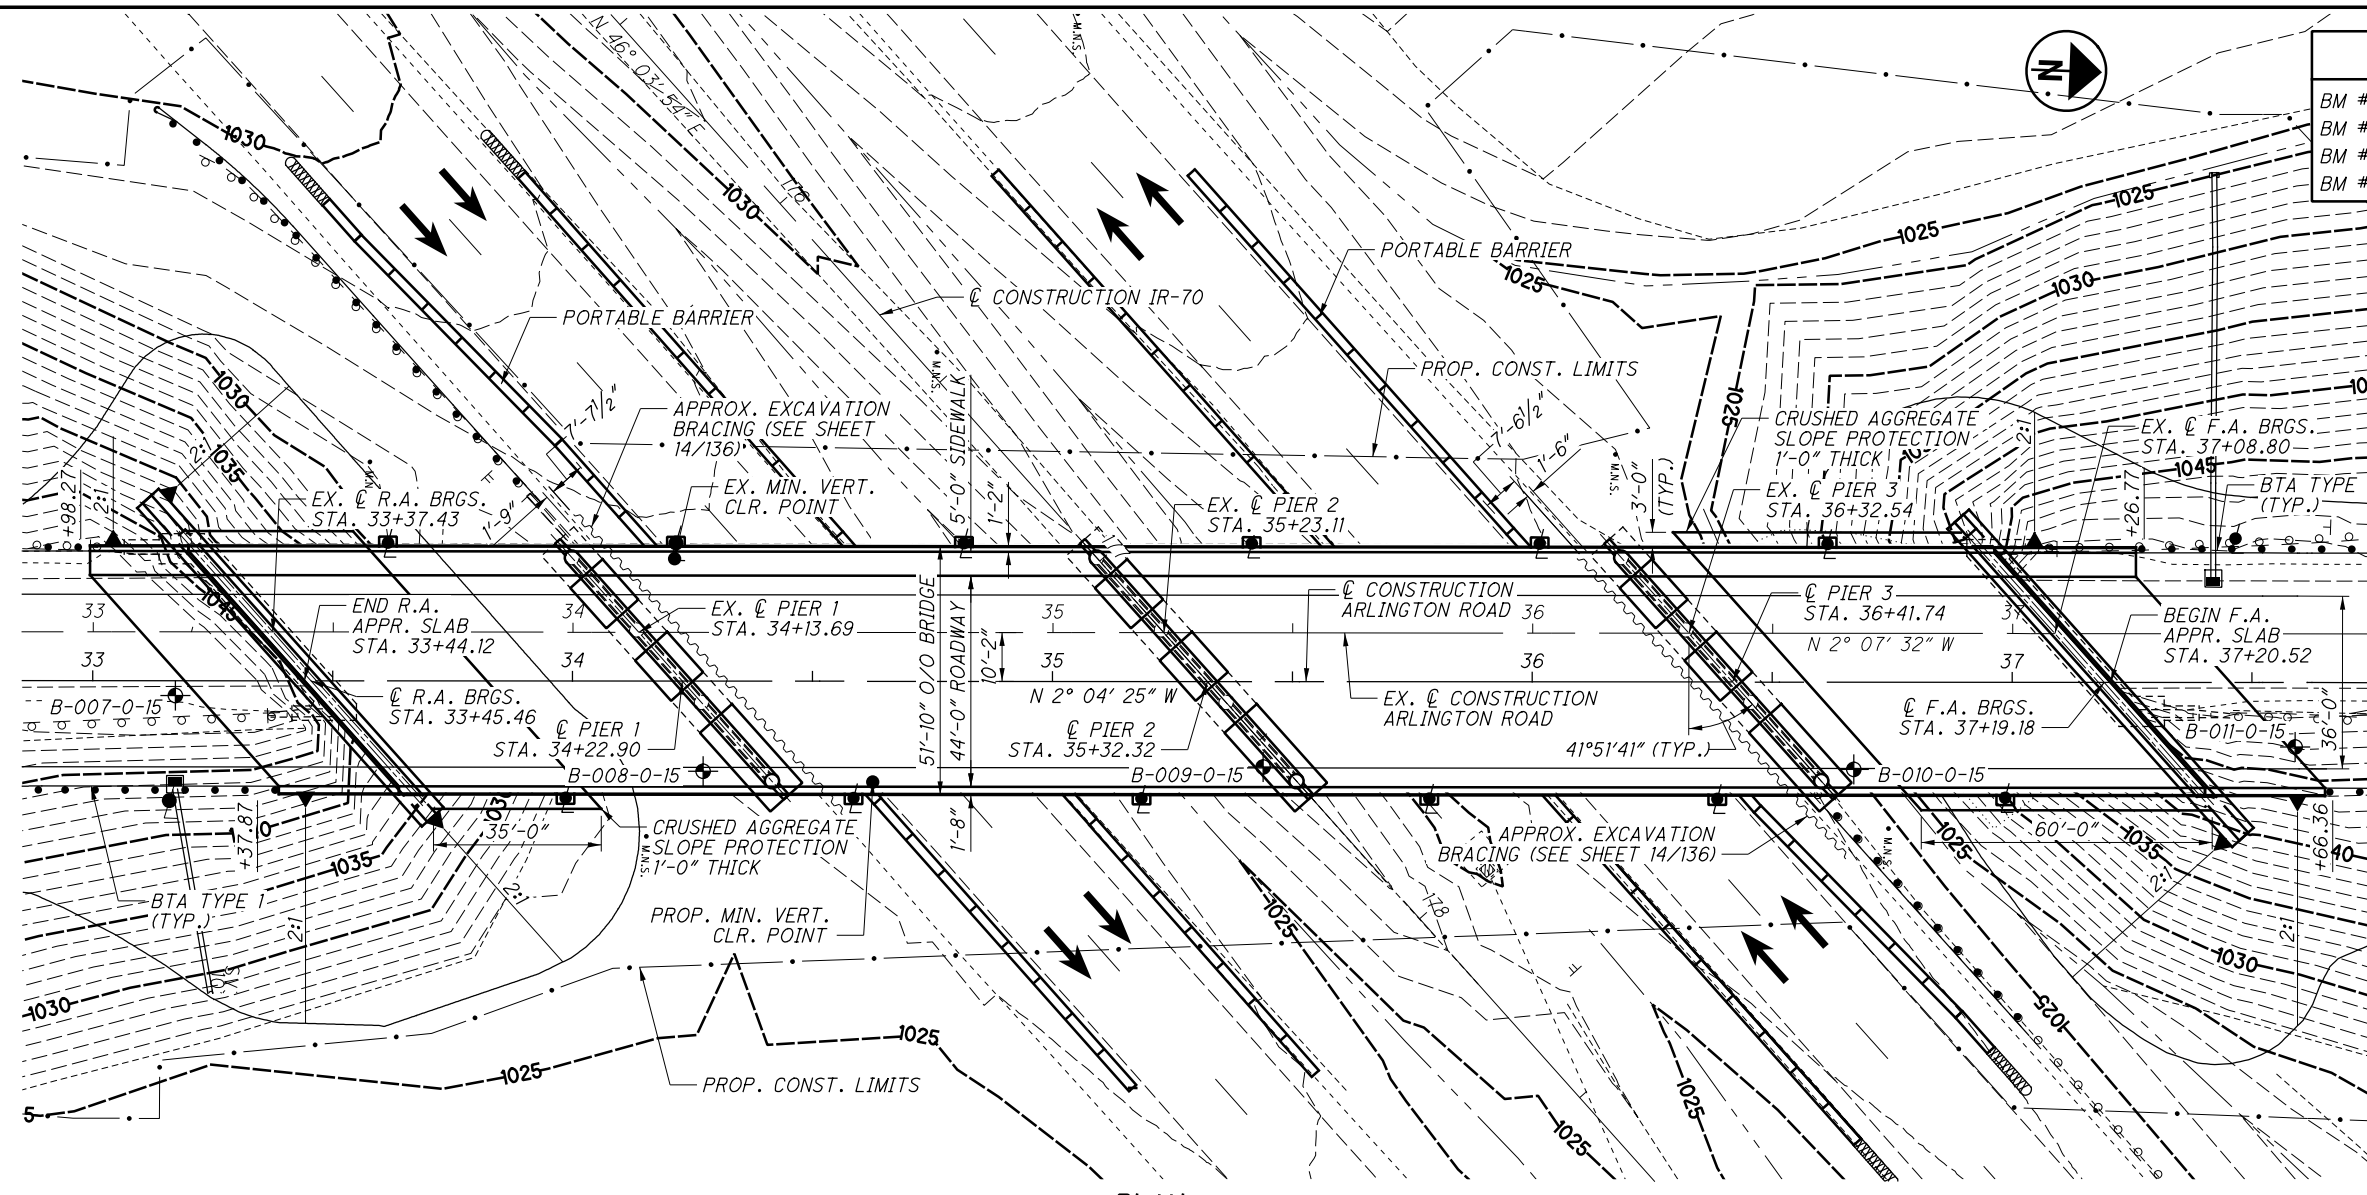 N 46° 03' 54" E
M.N.S.
N
BM #
BM #
BM #
BM #
1030
1030
1025
1025
1025
1030
PORTABLE BARRIER
℄ CONSTRUCTION IR-70
PORTABLE BARRIER
PROP. CONST. LIMITS
M.N.S.
1030
1035
2:1
+98.27
7'-7 1/2"
1'-9"
APPROX. EXCAVATION
BRACING (SEE SHEET
14/136)
EX. MIN. VERT.
CLR. POINT
5'-0" SIDEWALK
1'-2"
7'-6 1/2"
1'-6"
M.N.S.
3'-0"
(TYP.)
1025
CRUSHED AGGREGATE
SLOPE PROTECTION
1'-0" THICK
2:1
EX. ℄ F.A. BRGS.
STA. 37+08.80
1045
BTA TYPE
(TYP.)
+26.77
EX. ℄ R.A. BRGS.
STA. 33+37.43
EX. ℄ PIER 2
STA. 35+23.11
EX. ℄ PIER 3
STA. 36+32.54
1045
33
END R.A.
APPR. SLAB
STA. 33+44.12
34
EX. ℄ PIER 1
STA. 34+13.69
51'-10" O/O BRIDGE
44'-0" ROADWAY
10'-2"
35
℄ CONSTRUCTION
ARLINGTON ROAD
36
℄ PIER 3
STA. 36+41.74
N 2° 07' 32" W
37
BEGIN F.A.
APPR. SLAB
STA. 37+20.52
33
34
35
36
37
B-007-0-15
℄ R.A. BRGS.
STA. 33+45.46
N 2° 04' 25" W
EX. ℄ CONSTRUCTION
ARLINGTON ROAD
℄ F.A. BRGS.
STA. 37+19.18
℄ PIER 1
STA. 34+22.90
℄ PIER 2
STA. 35+32.32
41°51'41" (TYP.)
B-011-0-15
36'-0"
B-008-0-15
B-009-0-15
B-010-0-15
+37.87
35'-0"
1'-8"
60'-0"
+66.36
CRUSHED AGGREGATE
SLOPE PROTECTION
1'-0" THICK
M.N.S.
APPROX. EXCAVATION
BRACING (SEE SHEET 14/136)
M.N.S.
1025
1035
1035
BTA TYPE 1
(TYP.)
2:1
2:1
PROP. MIN. VERT.
CLR. POINT
178
1025
2:1
2:1
1030
1030
1025
1025
1025
PROP. CONST. LIMITS
1025
1025